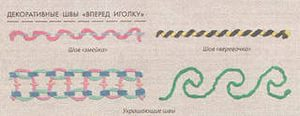 ДЕКОРАТИВНЫЕ ШВЫ «ВПЕРЕД ИГОЛКУ»
Шов «змейка»
Шов «веревочка»
Украшающие швы